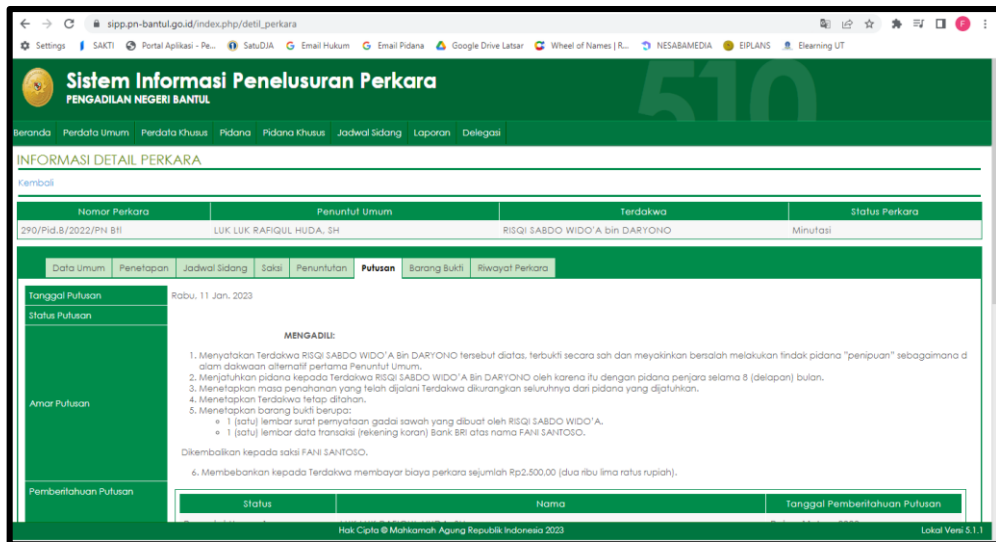 sipp.pn-bantul.go.id/index.php/detil_perkara
Settings SAKTI Portal Aplikasi - Pe... SatuDJA Email Hukum Email Pidana Google Drive Latsar Wheel of Names | R... NESABAMEDIA EIPLANS Elearning UT
Sistem Informasi Penelusuran Perkara
PENGADILAN NEGERI BANTUL
510
Beranda Perdata Umum Perdata Khusus Pidana Pidana Khusus Jadwal Sidang Laporan Delegasi
INFORMASI DETAIL PERKARA
Kembali
Nomor Perkara Penuntut Umum Terdakwa Status Perkara
290/Pid.B/2022/PN Btl LUK LUK RAFIQUL HUDA, SH RISQI SABDO WIDO'A bin DARYONO Minutasi
Data Umum Penetapan Jadwal Sidang Saksi Penuntutan Putusan Barang Bukti Riwayat Perkara
Tanggal Putusan Rabu, 11 Jan. 2023
Status Putusan
Amar Putusan
MENGADILI:
1. Menyatakan Terdakwa RISQI SABDO WIDO'A Bin DARYONO tersebut diatas, terbukti secara sah dan meyakinkan bersalah melakukan tindak pidana "penipuan" sebagaimana d
alam dakwaan alternatif pertama Penuntut Umum.
2. Menjatuhkan pidana kepada Terdakwa RISQI SABDO WIDO'A Bin DARYONO oleh karena itu dengan pidana penjara selama 8 (delapan) bulan.
3. Menetapkan masa penahanan yang telah dijalani Terdakwa dikurangkan seluruhnya dari pidana yang dijatuhkan.
4. Menetapkan Terdakwa tetap ditahan.
5. Menetapkan barang bukti berupa:
1 (satu) lembar surat pernyataan gadai sawah yang dibuat oleh RISQI SABDO WIDO'A.
1 (satu) lembar data transaksi (rekening koran) Bank BRI atas nama FANI SANTOSO.
Dikembalikan kepada saksi FANI SANTOSO.
6. Membebankan kepada Terdakwa membayar biaya perkara sejumlah Rp2.500,00 (dua ribu lima ratus rupiah).
Pemberitahuan Putusan
Status Nama Tanggal Pemberitahuan Putusan
Hak Cipta @ Mahkamah Agung Republik Indonesia 2023 Lokal Versi 5.1.1